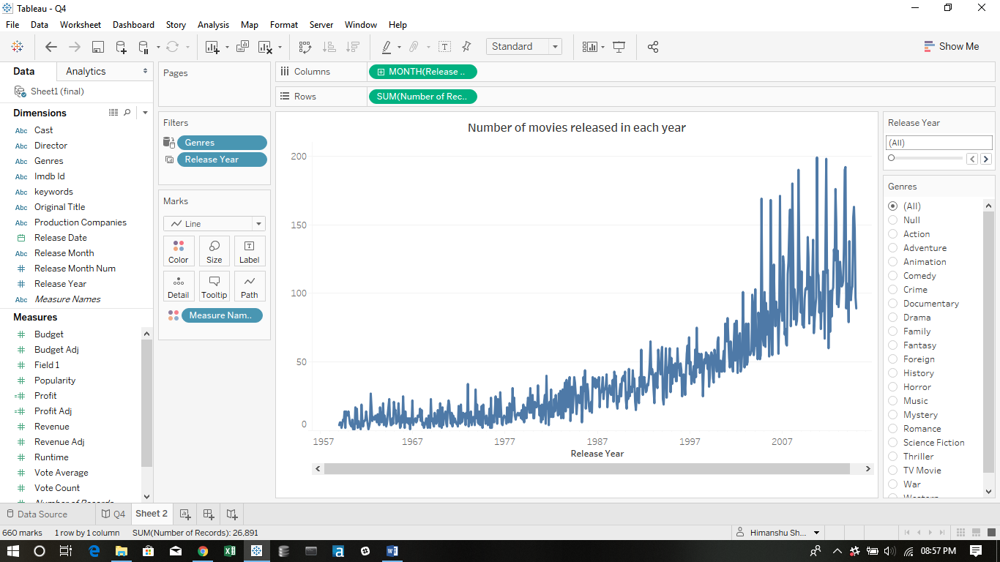 Tableau - Q4
File Data Worksheet Dashboard Story Analysis Map Format Server Window Help
Standard
Show Me
Data Analytics
Sheet1 (final)
Dimensions
Abc Cast
Abc Director
Abc Genres
Abc Imdb Id
Abc keywords
Abc Original Title
Abc Production Companies
Release Date
Abc Release Month
# Release Month Num
# Release Year
Abc Measure Names
Measures
# Budget
# Budget Adj
# Field 1
# Popularity
=# Profit
=# Profit Adj
# Revenue
# Revenue Adj
# Runtime
# Vote Average
# Vote Count
Number of Records
Pages
Filters
Genres
Release Year
Marks
Line
Color Size Label
Detail Tooltip Path
Measure Nam..
Columns MONTH(Release ..
Rows SUM(Number of Rec..
Number of movies released in each year
200
150
100
50
0
1957 1967 1977 1987 1997 2007
Release Year
Release Year
(All)
Genres
(All)
Null
Action
Adventure
Animation
Comedy
Crime
Documentary
Drama
Family
Fantasy
Foreign
History
Horror
Music
Mystery
Romance
Science Fiction
Thriller
TV Movie
War
Western
Data Source Q4 Sheet 2
660 marks 1 row by 1 column SUM(Number of Records): 26,891 Himanshu Sh...
08:57 PM